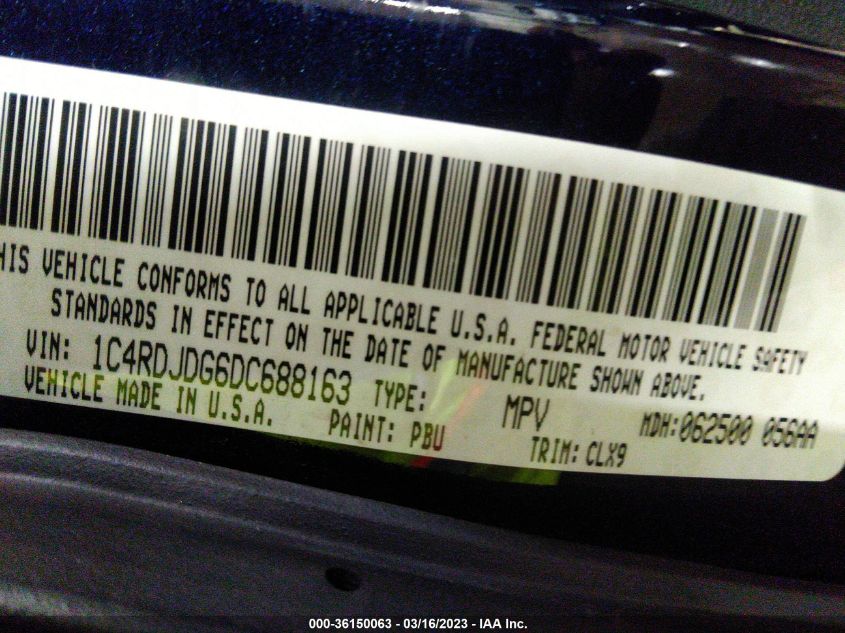 HIS VEHICLE CONFORMS TO ALL APPLICABLE U.S.A. FEDERAL MOTOR VEHICLE SAFETY
STANDARDS IN EFFECT ON THE DATE OF MANUFACTURE SHOWN ABOVE.
VIN: 1C4RDJDG6DC688163 TYPE: MPV MDH:062500 056AA
VEHICLE MADE IN U.S.A. PAINT: PBU TRIM: CLX9
000-36150063 - 03/16/2023 - IAA Inc.